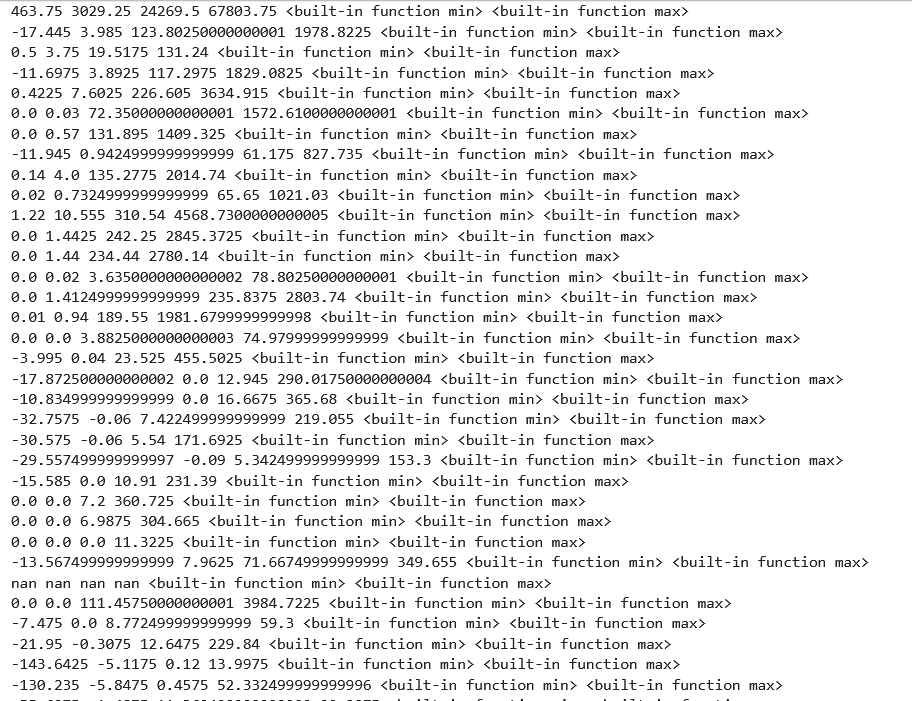 463.75 3029.25 24269.5 67803.75 <built-in function min> <built-in function max>
-17.445 3.985 123.80250000000001 1978.8225 <built-in function min> <built-in function max>
0.5 3.75 19.5175 131.24 <built-in function min> <built-in function max>
-11.6975 3.8925 117.2975 1829.0825 <built-in function min> <built-in function max>
0.4225 7.6025 226.605 3634.915 <built-in function min> <built-in function max>
0.0 0.03 72.35000000000001 1572.6100000000001 <built-in function min> <built-in function max>
0.0 0.57 131.895 1409.325 <built-in function min> <built-in function max>
-11.945 0.9424999999999999 61.175 827.735 <built-in function min> <built-in function max>
0.14 4.0 135.2775 2014.74 <built-in function min> <built-in function max>
0.02 0.7324999999999999 65.65 1021.03 <built-in function min> <built-in function max>
1.22 10.555 310.54 4568.7300000000005 <built-in function min> <built-in function max>
0.0 1.4425 242.25 2845.3725 <built-in function min> <built-in function max>
0.0 1.44 234.44 2780.14 <built-in function min> <built-in function max>
0.0 0.02 3.6350000000000002 78.80250000000001 <built-in function min> <built-in function max>
0.0 1.4124999999999999 235.8375 2803.74 <built-in function min> <built-in function max>
0.01 0.94 189.55 1981.6799999999998 <built-in function min> <built-in function max>
0.0 0.0 3.8825000000000003 74.97999999999999 <built-in function min> <built-in function max>
-3.995 0.04 23.525 455.5025 <built-in function min> <built-in function max>
-17.872500000000002 0.0 12.945 290.01750000000004 <built-in function min> <built-in function max>
-10.834999999999999 0.0 16.6675 365.68 <built-in function min> <built-in function max>
-32.7575 -0.06 7.422499999999999 219.055 <built-in function min> <built-in function max>
-30.575 -0.06 5.54 171.6925 <built-in function min> <built-in function max>
-29.557499999999997 -0.09 5.342499999999999 153.3 <built-in function min> <built-in function max>
-15.585 0.0 10.91 231.39 <built-in function min> <built-in function max>
0.0 0.0 7.2 360.725 <built-in function min> <built-in function max>
0.0 0.0 6.9875 304.665 <built-in function min> <built-in function max>
0.0 0.0 0.0 11.3225 <built-in function min> <built-in function max>
-13.567499999999999 7.9625 71.66749999999999 349.655 <built-in function min> <built-in function max>
nan nan nan nan <built-in function min> <built-in function max>
0.0 0.0 111.45750000000001 3984.7225 <built-in function min> <built-in function max>
-7.475 0.0 8.772499999999999 59.3 <built-in function min> <built-in function max>
-21.95 -0.3075 12.6475 229.84 <built-in function min> <built-in function max>
-143.6425 -5.1175 0.12 13.9975 <built-in function min> <built-in function max>
-130.235 -5.8475 0.4575 52.332499999999996 <built-in function min> <built-in function max>